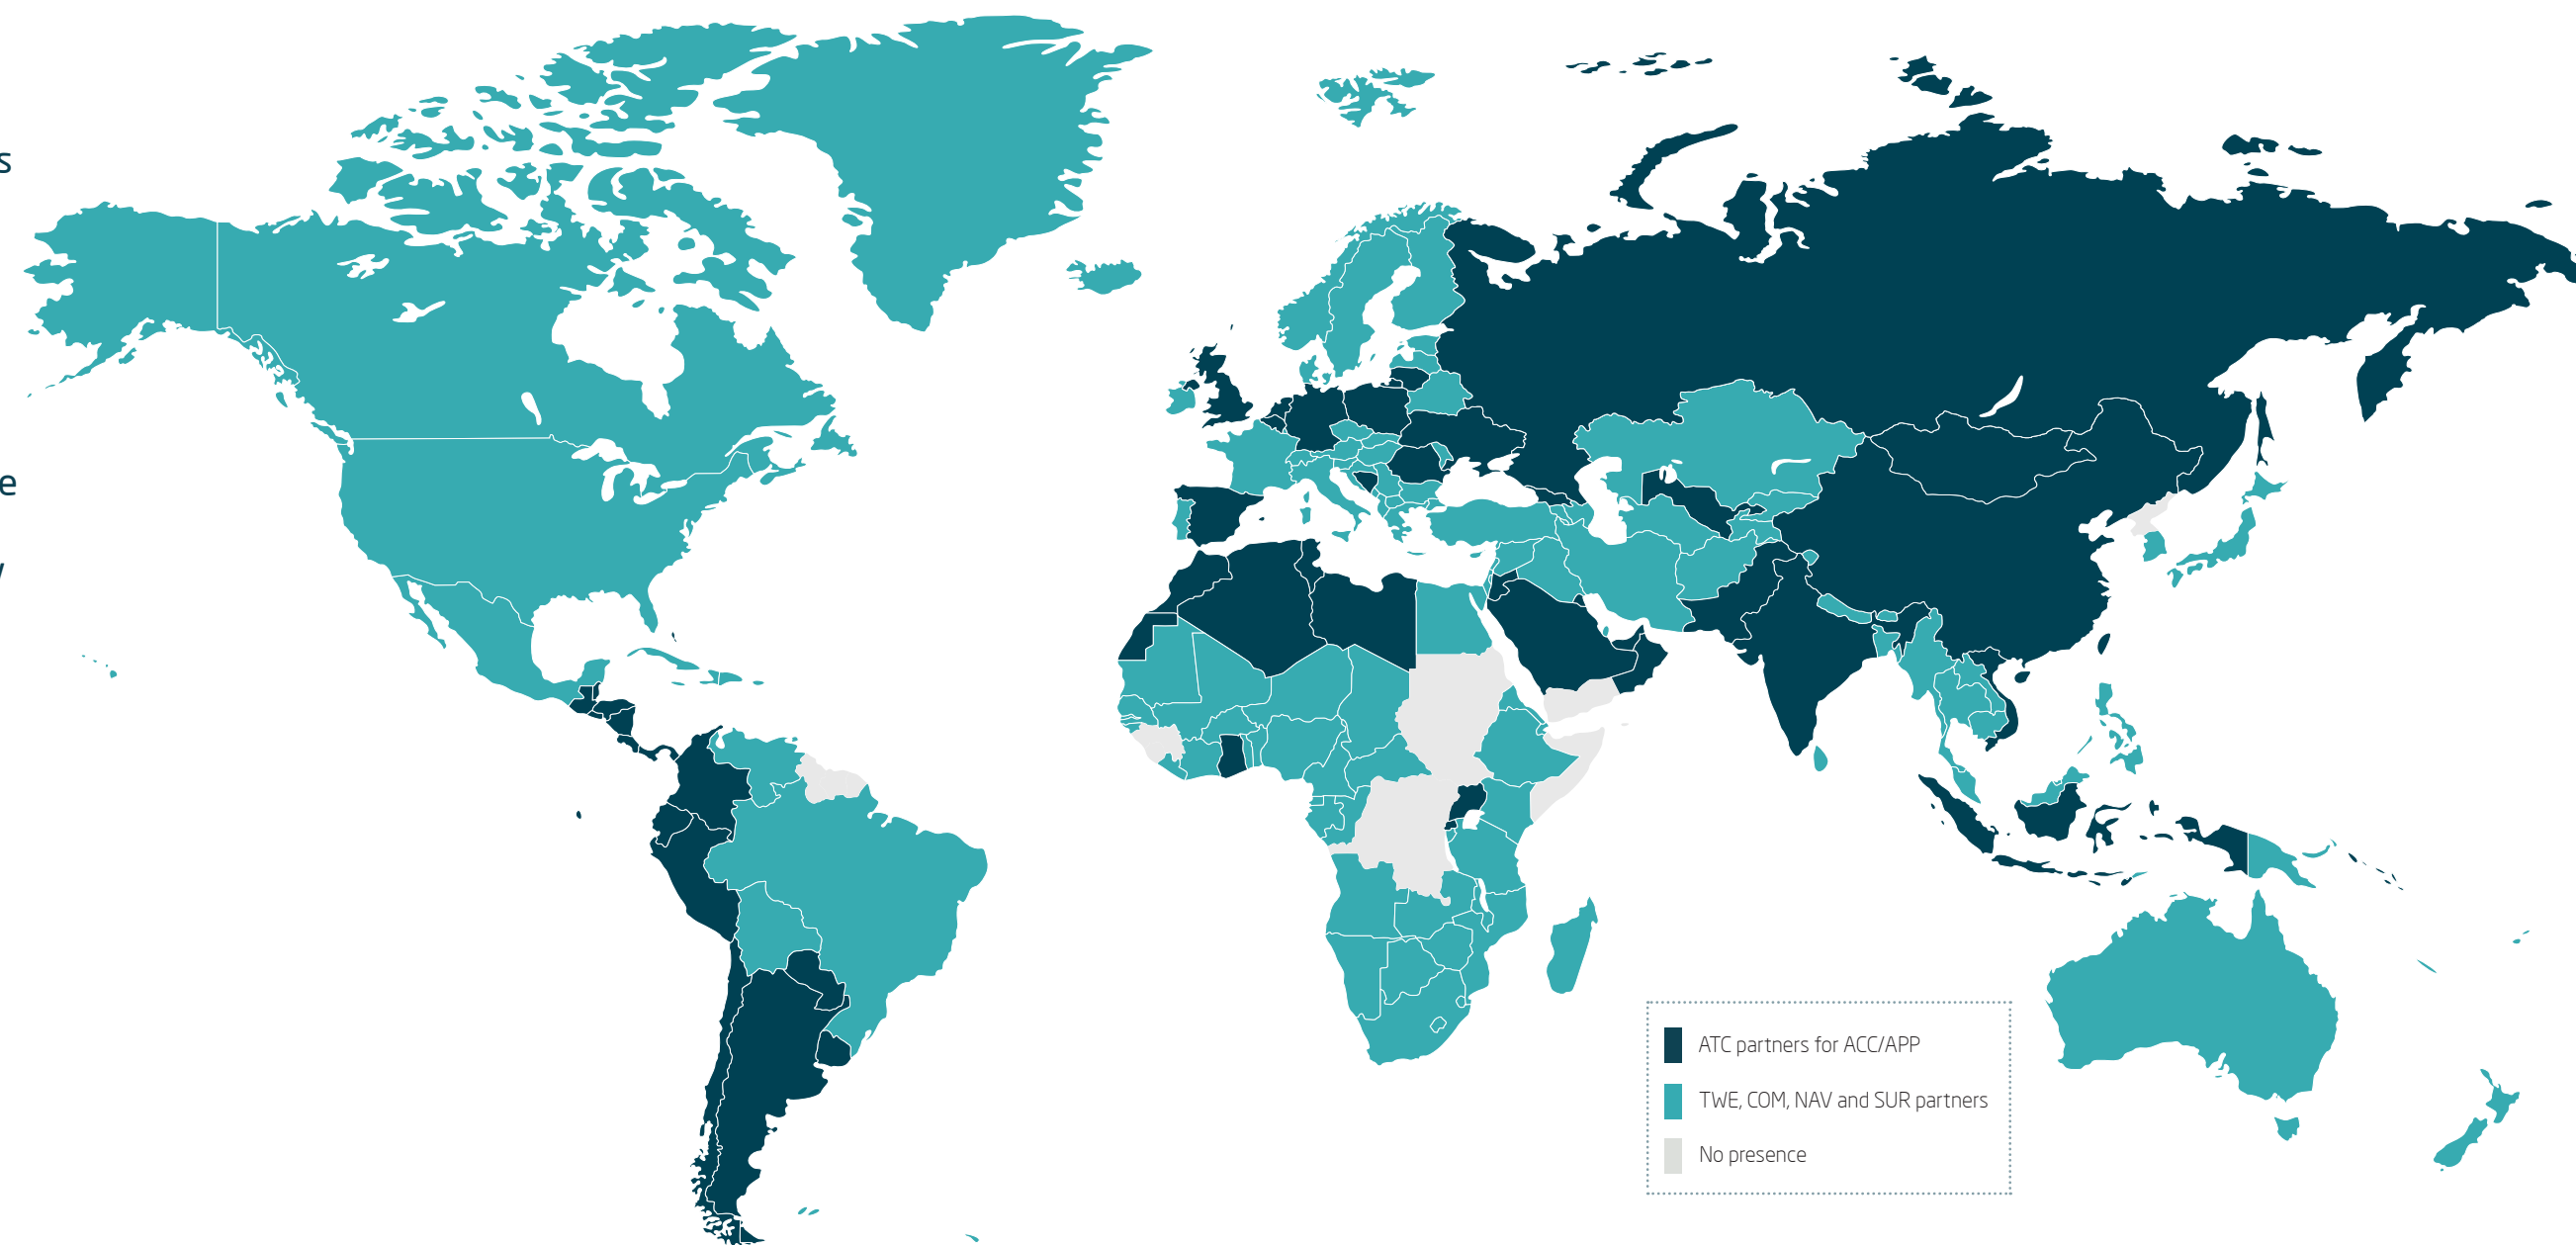 s
e
y
ATC partners for ACC/APP
TWE, COM, NAV and SUR partners
No presence